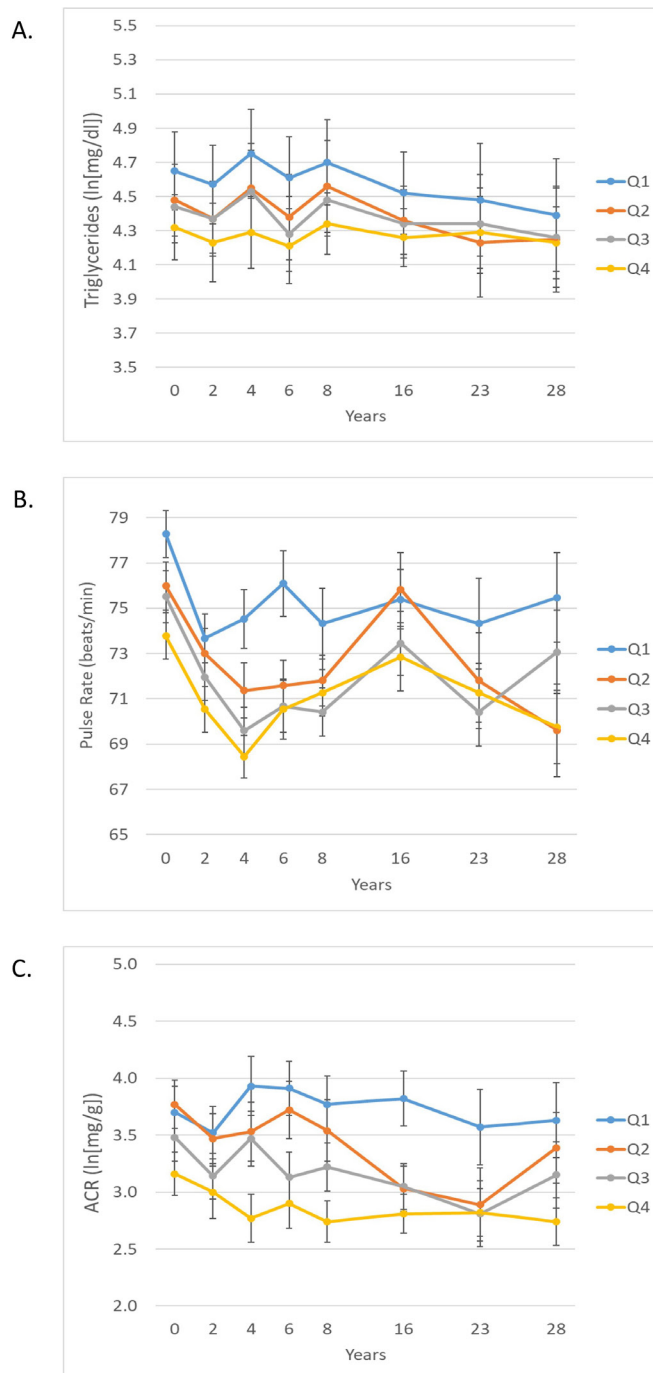 A.
Triglycerides (ln[mg/dl])
5.5
5.3
5.1
4.9
4.7
4.5
4.3
4.1
3.9
3.7
3.5
0 2 4 6 8 16 23 28
Years
Q1
Q2
Q3
Q4
B.
Pulse Rate (beats/min)
79
77
75
73
71
69
67
65
0 2 4 6 8 16 23 28
Years
Q1
Q2
Q3
Q4
C.
ACR (ln[mg/g])
5.0
4.5
4.0
3.5
3.0
2.5
2.0
0 2 4 6 8 16 23 28
Years
Q1
Q2
Q3
Q4